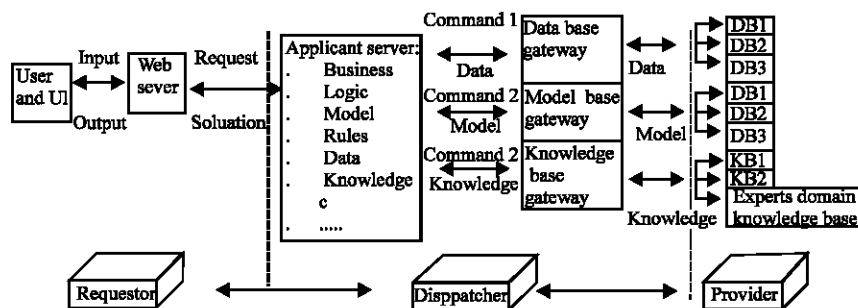 User
and UI
Input
Output
Web
sever
Request
Soluation
Applicant server:
. Business
. Logic
. Model
. Rules
. Data
. Knowledge
c
. .....
Command 1
Data
Command 2
Model
Command 2
Knowledge
Data base
gateway
Model base
gateway
Knowledge
base
gateway
Data
Model
Knowledge
DB1
DB2
DB3
DB1
DB2
DB3
KB1
KB2
Experts domain
knowledge base
Requestor
Disppatcher
Provider